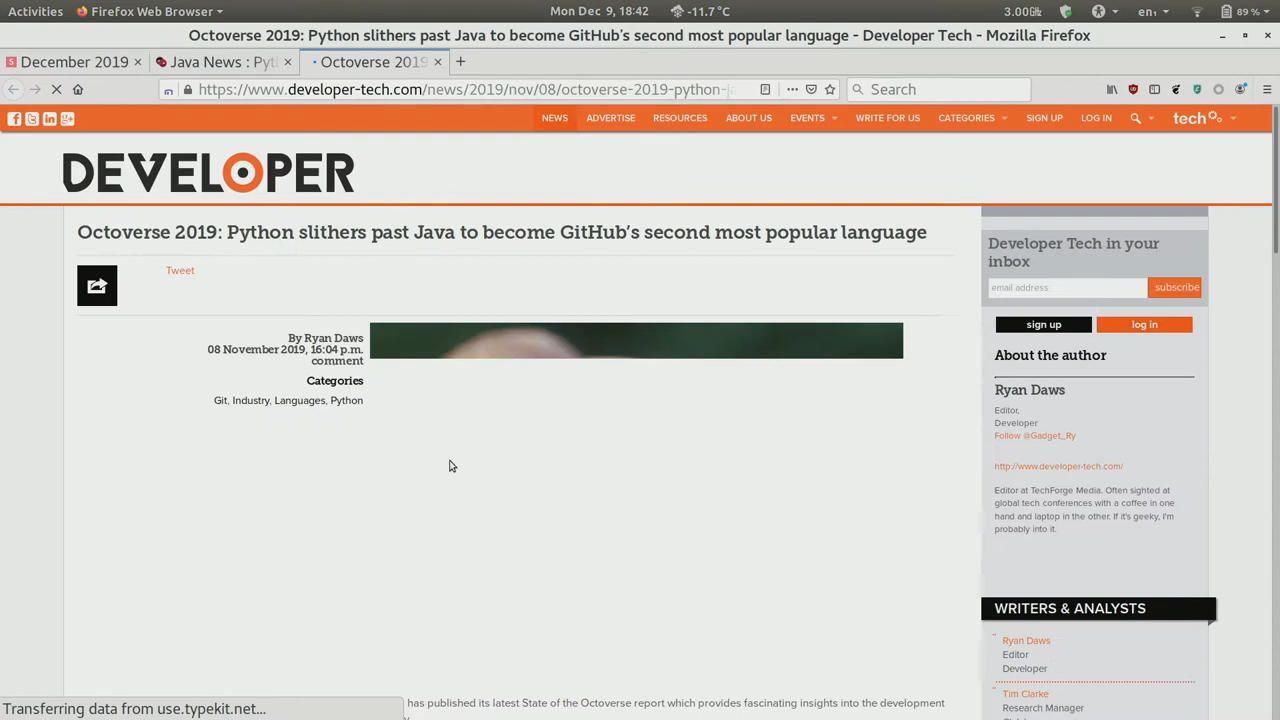 Activities Firefox Web Browser Mon Dec 9, 18:42 -11.7 °C 3.00GHz en₁ 89 %
Octoverse 2019: Python slithers past Java to become GitHub's second most popular language - Developer Tech - Mozilla Firefox
December 2019 Java News : Pyt Octoverse 2019
https://www.developer-tech.com/news/2019/nov/08/octoverse-2019-python-j Search
NEWS ADVERTISE RESOURCES ABOUT US EVENTS WRITE FOR US CATEGORIES SIGN UP LOG IN tech
DEVELOPER
Octoverse 2019: Python slithers past Java to become GitHub's second most popular language
Tweet
By Ryan Daws
08 November 2019, 16:04 p.m.
comment
Categories
Git, Industry, Languages, Python
has published its latest State of the Octoverse report which provides fascinating insights into the development
Developer Tech in your
inbox
email address
subscribe
sign up log in
About the author
Ryan Daws
Editor,
Developer
Follow @Gadget_Ry
http://www.developer-tech.com/
Editor at TechForge Media. Often sighted at
global tech conferences with a coffee in one
hand and laptop in the other. If it's geeky, I'm
probably into it.
WRITERS & ANALYSTS
Ryan Daws
Editor
Developer
Tim Clarke
Research Manager
Transferring data from use.typekit.net...